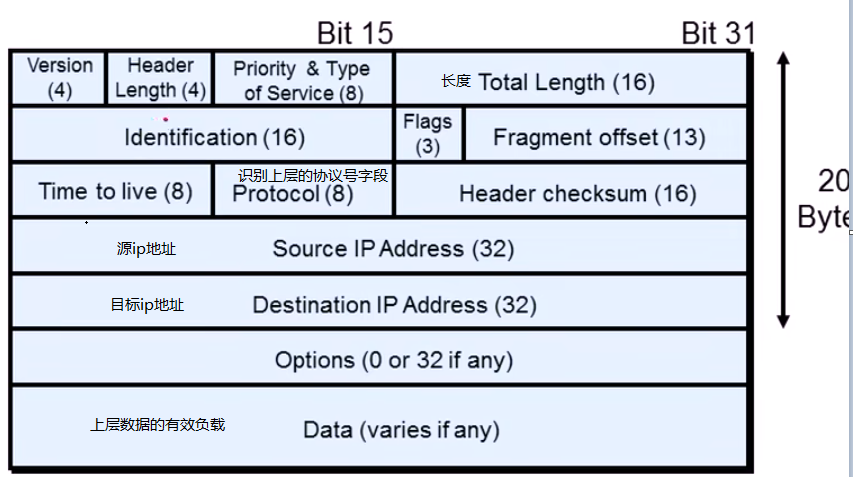 Bit 15
Bit 31
Version
(4)
Header
Length (4)
Priority & Type
of Service (8)
长度 Total Length (16)
Identification (16)
Flags
(3)
Fragment offset (13)
Time to live (8)
识别上层的协议号字段
Protocol (8)
Header checksum (16)
20
Byte
源ip地址 Source IP Address (32)
目标ip地址 Destination IP Address (32)
Options (0 or 32 if any)
上层数据的有效负载 Data (varies if any)